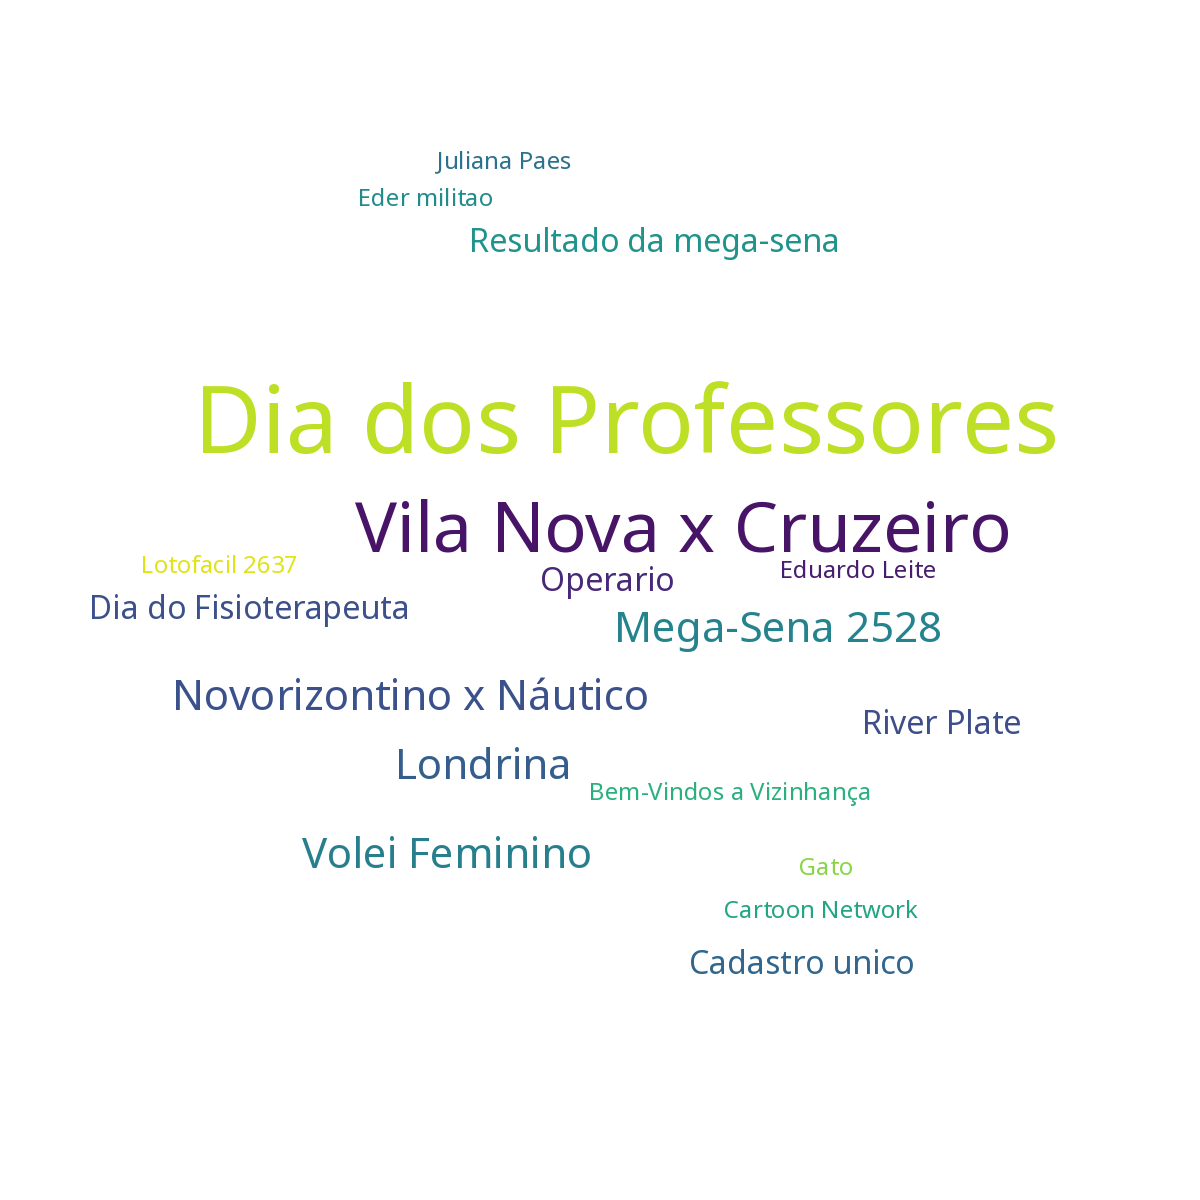 Juliana Paes
Eder militao
Resultado da mega-sena
Dia dos Professores
Vila Nova x Cruzeiro
Lotofacil 2637
Operario
Eduardo Leite
Dia do Fisioterapeuta
Mega-Sena 2528
Novorizontino x Náutico
River Plate
Londrina
Bem-Vindos a Vizinhança
Volei Feminino
Gato
Cartoon Network
Cadastro unico